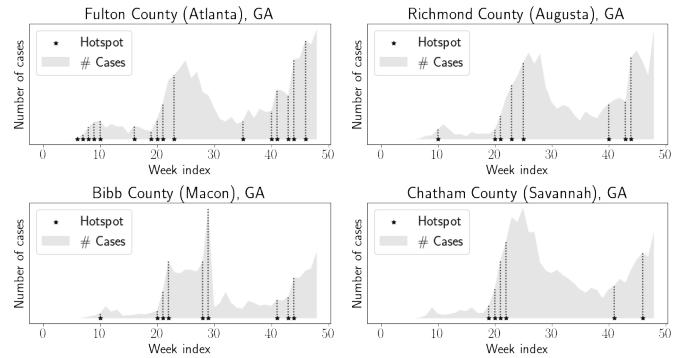 Fulton County (Atlanta), GA
Number of cases
Hotspot
# Cases
0 10 20 30 40 50
Week index
Richmond County (Augusta), GA
Number of cases
Hotspot
# Cases
0 10 20 30 40 50
Week index
Bibb County (Macon), GA
Number of cases
Hotspot
# Cases
0 10 20 30 40 50
Week index
Chatham County (Savannah), GA
Number of cases
Hotspot
# Cases
0 10 20 30 40 50
Week index